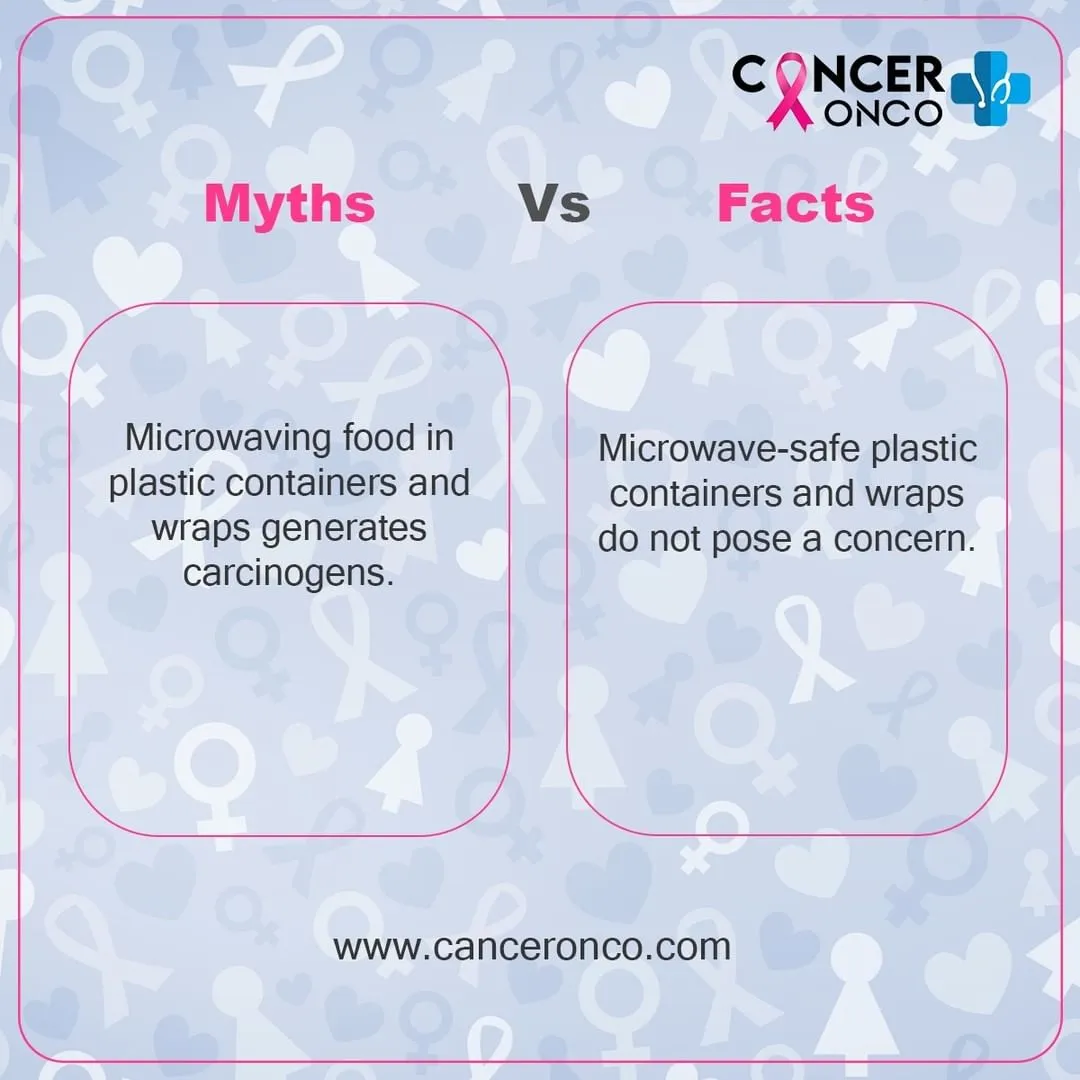 CANCER
ONCO
Myths Vs Facts
Microwaving food in
plastic containers and
wraps generates
carcinogens.
Microwave-safe plastic
containers and wraps
do not pose a concern.
www.canceronco.com